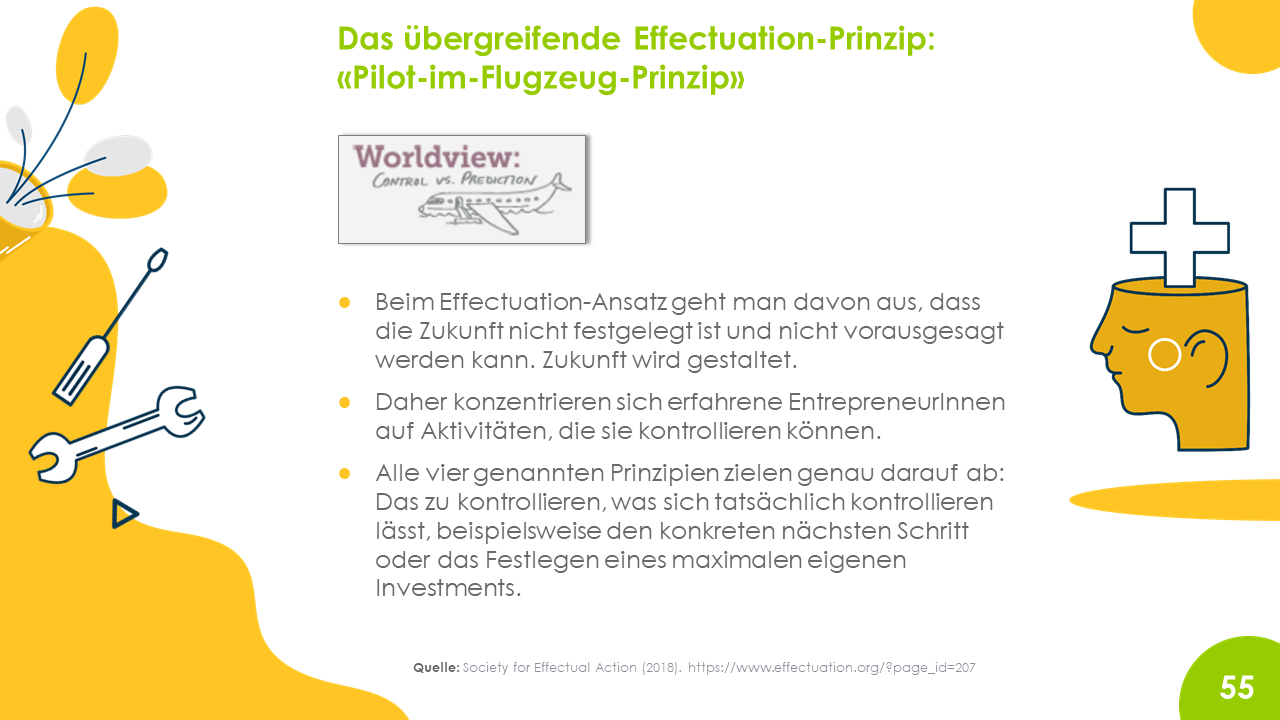 Das übergreifende Effectuation-Prinzip:
«Pilot-im-Flugzeug-Prinzip»
Worldview:
CONTROL VS. PREDICTION
● Beim Effectuation-Ansatz geht man davon aus, dass
die Zukunft nicht festgelegt ist und nicht vorausgesagt
werden kann. Zukunft wird gestaltet.
● Daher konzentrieren sich erfahrene EntrepreneurInnen
auf Aktivitäten, die sie kontrollieren können.
● Alle vier genannten Prinzipien zielen genau darauf ab:
Das zu kontrollieren, was sich tatsächlich kontrollieren
lässt, beispielsweise den konkreten nächsten Schritt
oder das Festlegen eines maximalen eigenen
Investments.
Quelle: Society for Effectual Action (2018). https://www.effectuation.org/?page_id=207
55